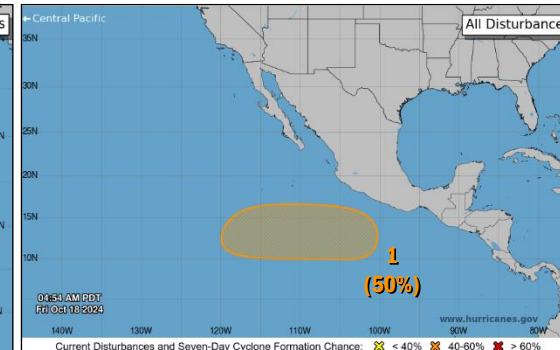 s
←Central Pacific
All Disturbance
35N
30N
25N
20N
15N
10N
1
(50%)
04:54 AM PDT
Fri Oct 18 2024
www.hurricanes.gov
140W 130W 120W 110W 100W 90W 80W
Current Disturbances and Seven-Day Cyclone Formation Chance: < 40% 40-60% > 60%